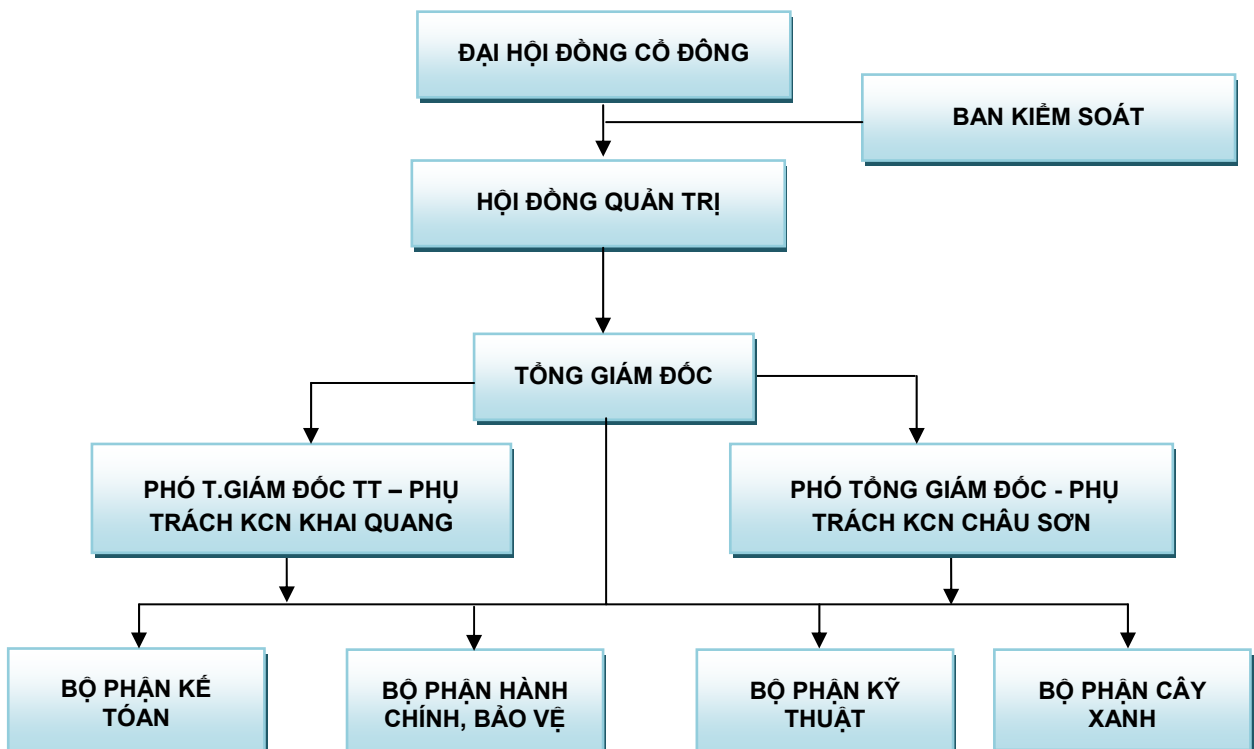 ĐẠI HỘI ĐỒNG CỔ ĐÔNG
BAN KIỂM SOÁT
HỘI ĐỒNG QUẢN TRỊ
TỔNG GIÁM ĐỐC
PHÓ T.GIÁM ĐỐC TT – PHỤ
TRÁCH KCN KHAI QUANG
PHÓ TỔNG GIÁM ĐỐC - PHỤ
TRÁCH KCN CHÂU SƠN
BỘ PHẬN KẾ
TÓAN
BỘ PHẬN HÀNH
CHÍNH, BẢO VỆ
BỘ PHẬN KỸ
THUẬT
BỘ PHẬN CÂY
XANH